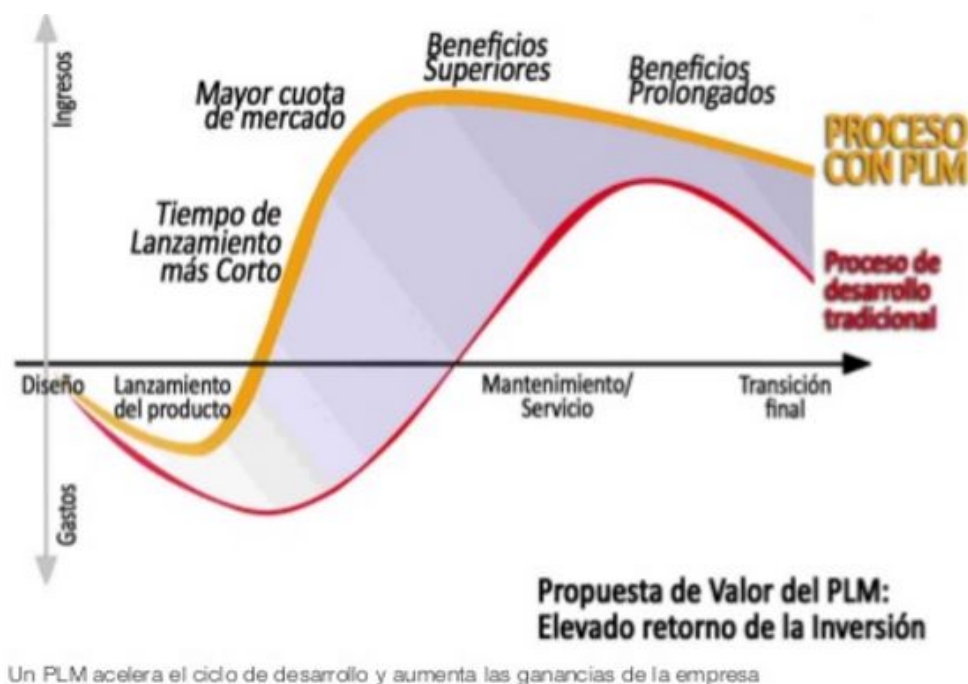 Ingresos
Beneficios
Superiores
Beneficios
Prolongados
Mayor cuota
de mercado
PROCESO
CON PLM
Tiempo de
Lanzamiento
más Corto
Proceso de
desarrollo
tradicional
Diseño
Lanzamiento
del producto
Mantenimiento/
Servicio
Transición
final
Gastos
Propuesta de Valor del PLM:
Elevado retorno de la Inversión
Un PLM acelera el ciclo de desarrollo y aumenta las ganancias de la empresa